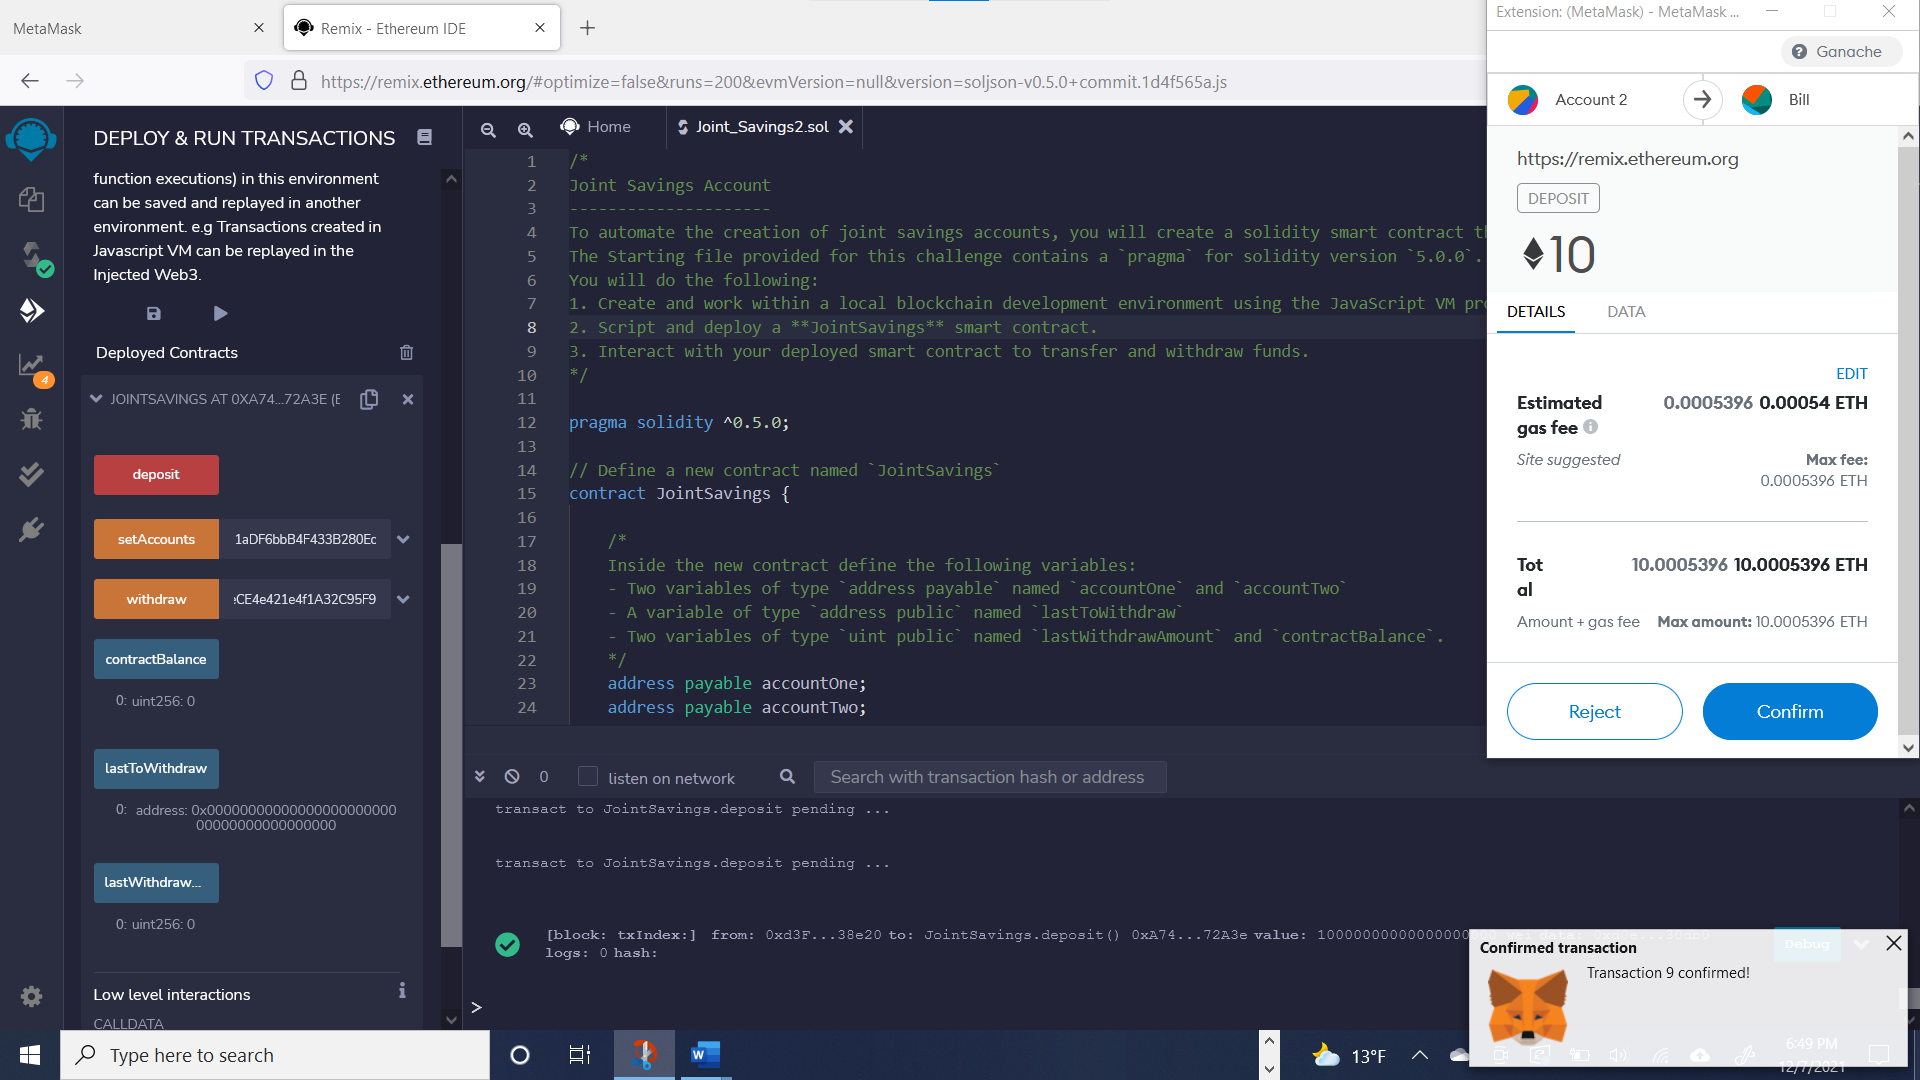 MetaMask
Remix - Ethereum IDE
https://remix.ethereum.org/#optimize=false&runs=200&evmVersion=null&version=soljson-v0.5.0+commit.1d4f565a.js
DEPLOY & RUN TRANSACTIONS
function executions) in this environment
can be saved and replayed in another
environment. e.g Transactions created in
Javascript VM can be replayed in the
Injected Web3.
Deployed Contracts
JOINTSAVINGS AT 0XA74...72A3E (E
deposit
setAccounts 1aDF6bbB4F433B280Ec
withdraw CE4e421e4f1A32C95F9
contractBalance
0: uint256: 0
lastToWithdraw
0: address: 0x00000000000000000000000
00000000000000000
lastWithdraw...
0: uint256: 0
Low level interactions
CALLDATA
4
Home
Joint_Savings2.sol
1 /*
2 Joint Savings Account
3 ---------------------
4 To automate the creation of joint savings accounts, you will create a solidity smart contract th
5 The Starting file provided for this challenge contains a `pragma` for solidity version `5.0.0`.
6 You will do the following:
7 1. Create and work within a local blockchain development environment using the JavaScript VM pro
8 2. Script and deploy a **JointSavings** smart contract.
9 3. Interact with your deployed smart contract to transfer and withdraw funds.
10 */
11
12 pragma solidity ^0.5.0;
13
14 // Define a new contract named `JointSavings`
15 contract JointSavings {
16
17 /*
18 Inside the new contract define the following variables:
19 - Two variables of type `address payable` named `accountOne` and `accountTwo`
20 - A variable of type `address public` named `lastToWithdraw`
21 - Two variables of type `uint public` named `lastWithdrawAmount` and `contractBalance`.
22 */
23 address payable accountOne;
24 address payable accountTwo;
0
listen on network
Search with transaction hash or address
transact to JointSavings.deposit pending ...
transact to JointSavings.deposit pending ...
[block: txIndex:] from: 0xd3F...38e20 to: JointSavings.deposit() 0xA74...72A3e value: 10000000000000000000 wei data: 0xd0e...30db0
logs: 0 hash:
Debug
>
Extension: (MetaMask) - MetaMask ...
Ganache
Account 2
Bill
https://remix.ethereum.org
DEPOSIT
10
DETAILS
DATA
EDIT
Estimated
gas fee
0.0005396 0.00054 ETH
Site suggested
Max fee:
0.0005396 ETH
Tot
al
10.0005396 10.0005396 ETH
Amount + gas fee
Max amount: 10.0005396 ETH
Reject
Confirm
Confirmed transaction
Transaction 9 confirmed!
Type here to search
13°F
6:49 PM
12/7/2021